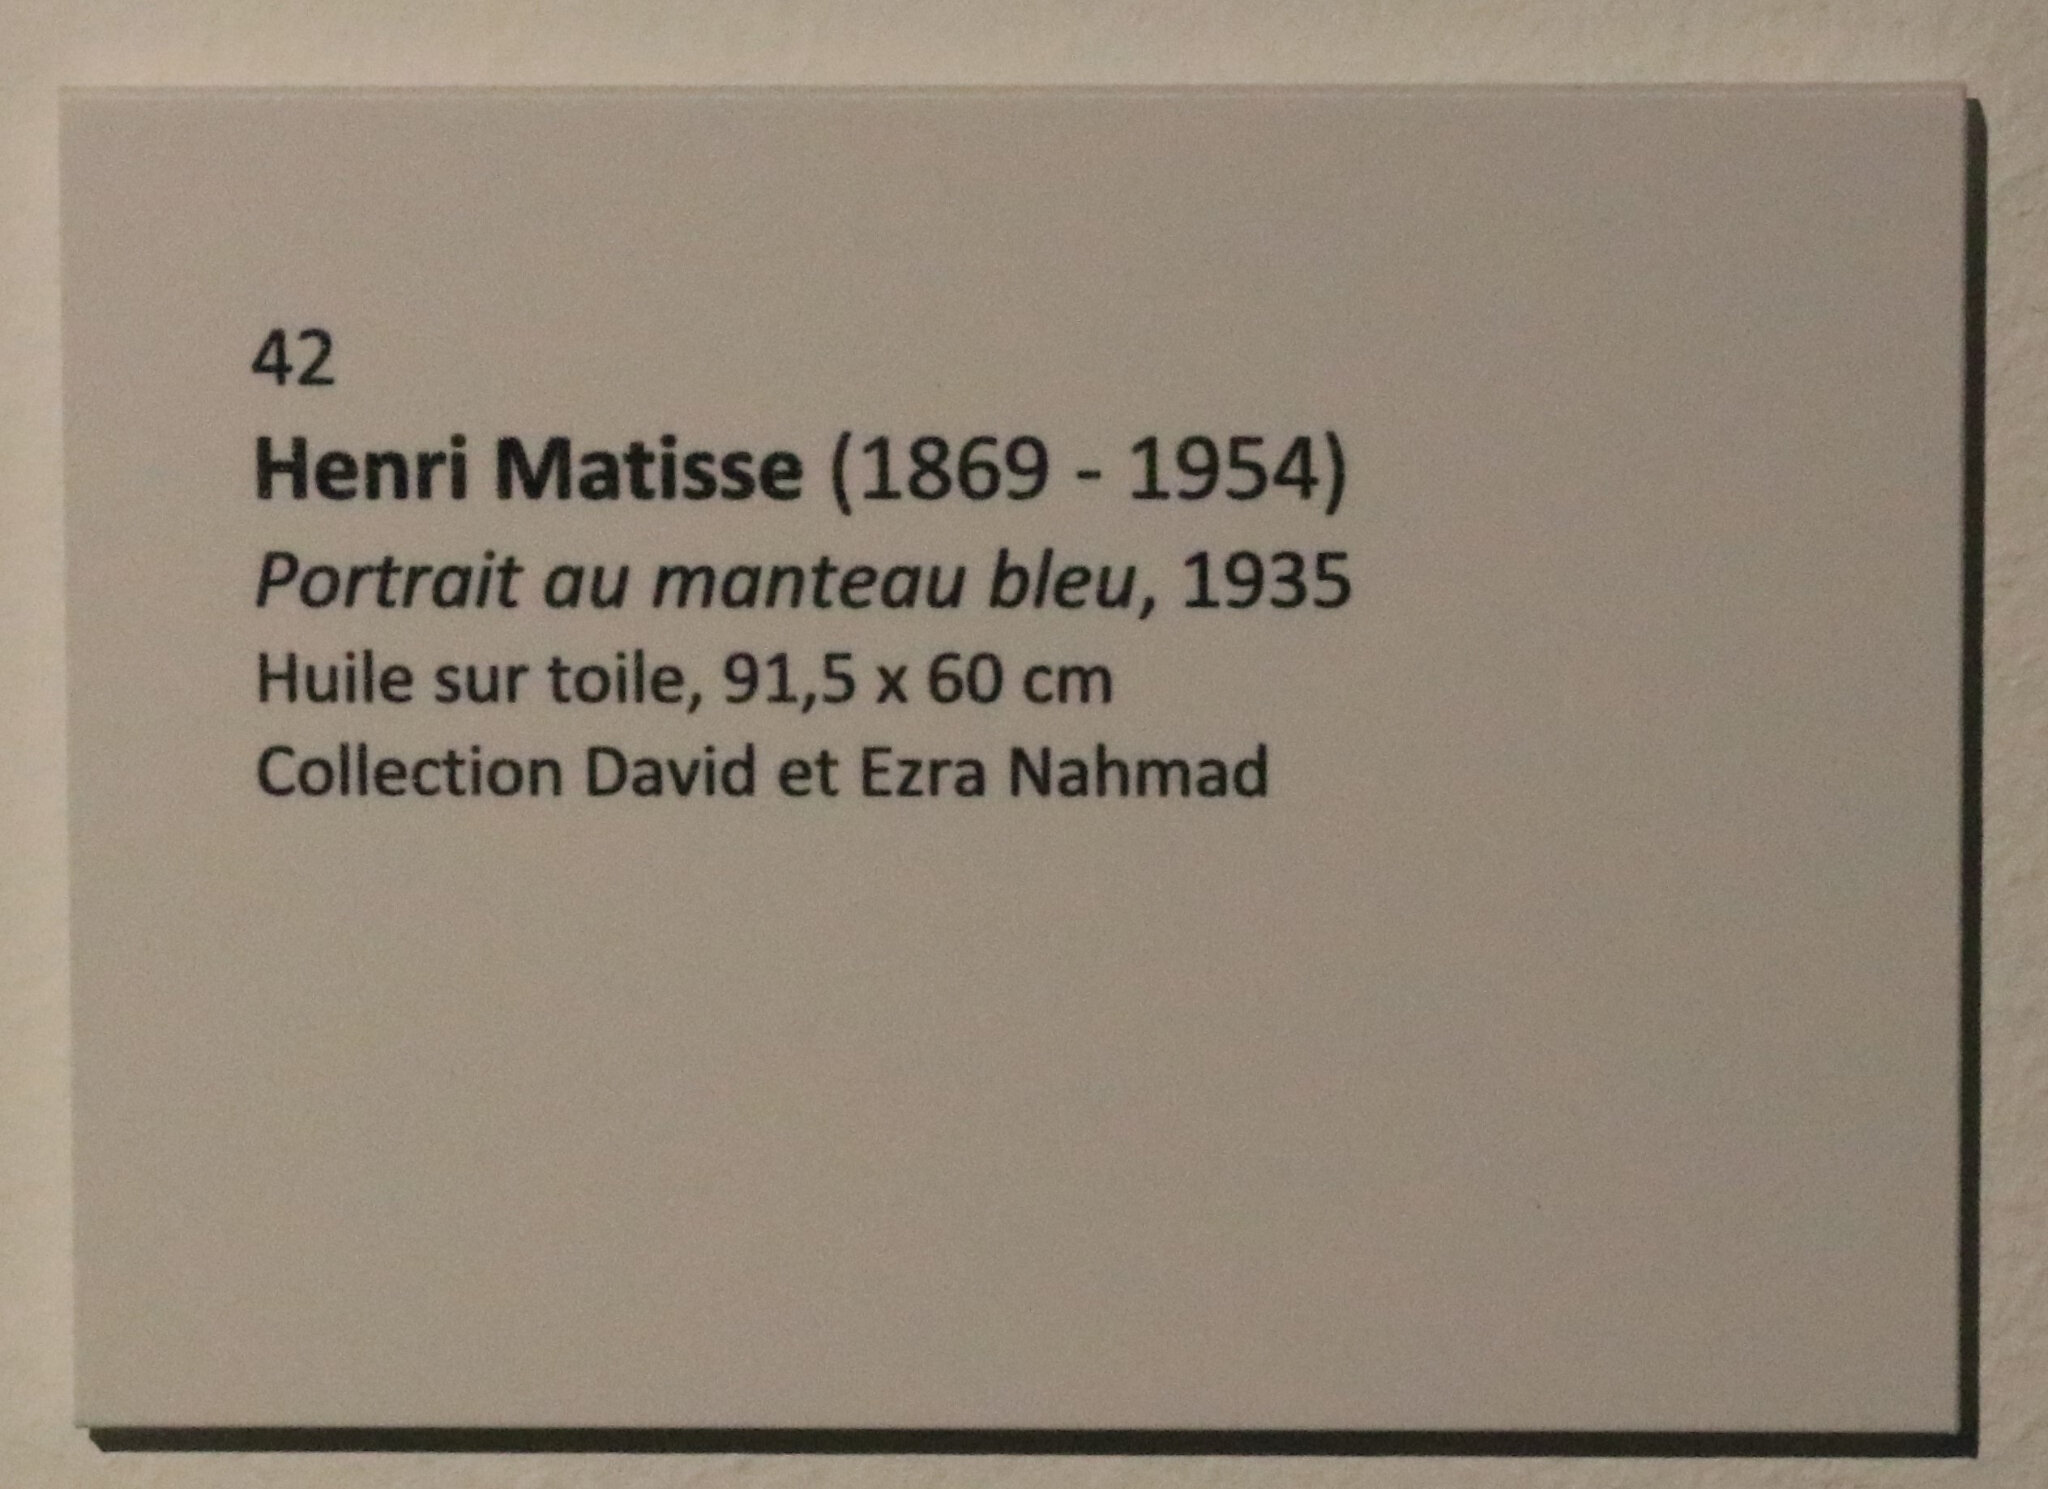 42
Henri Matisse (1869 - 1954)
Portrait au manteau bleu, 1935
Huile sur toile, 91,5 x 60 cm
Collection David et Ezra Nahmad